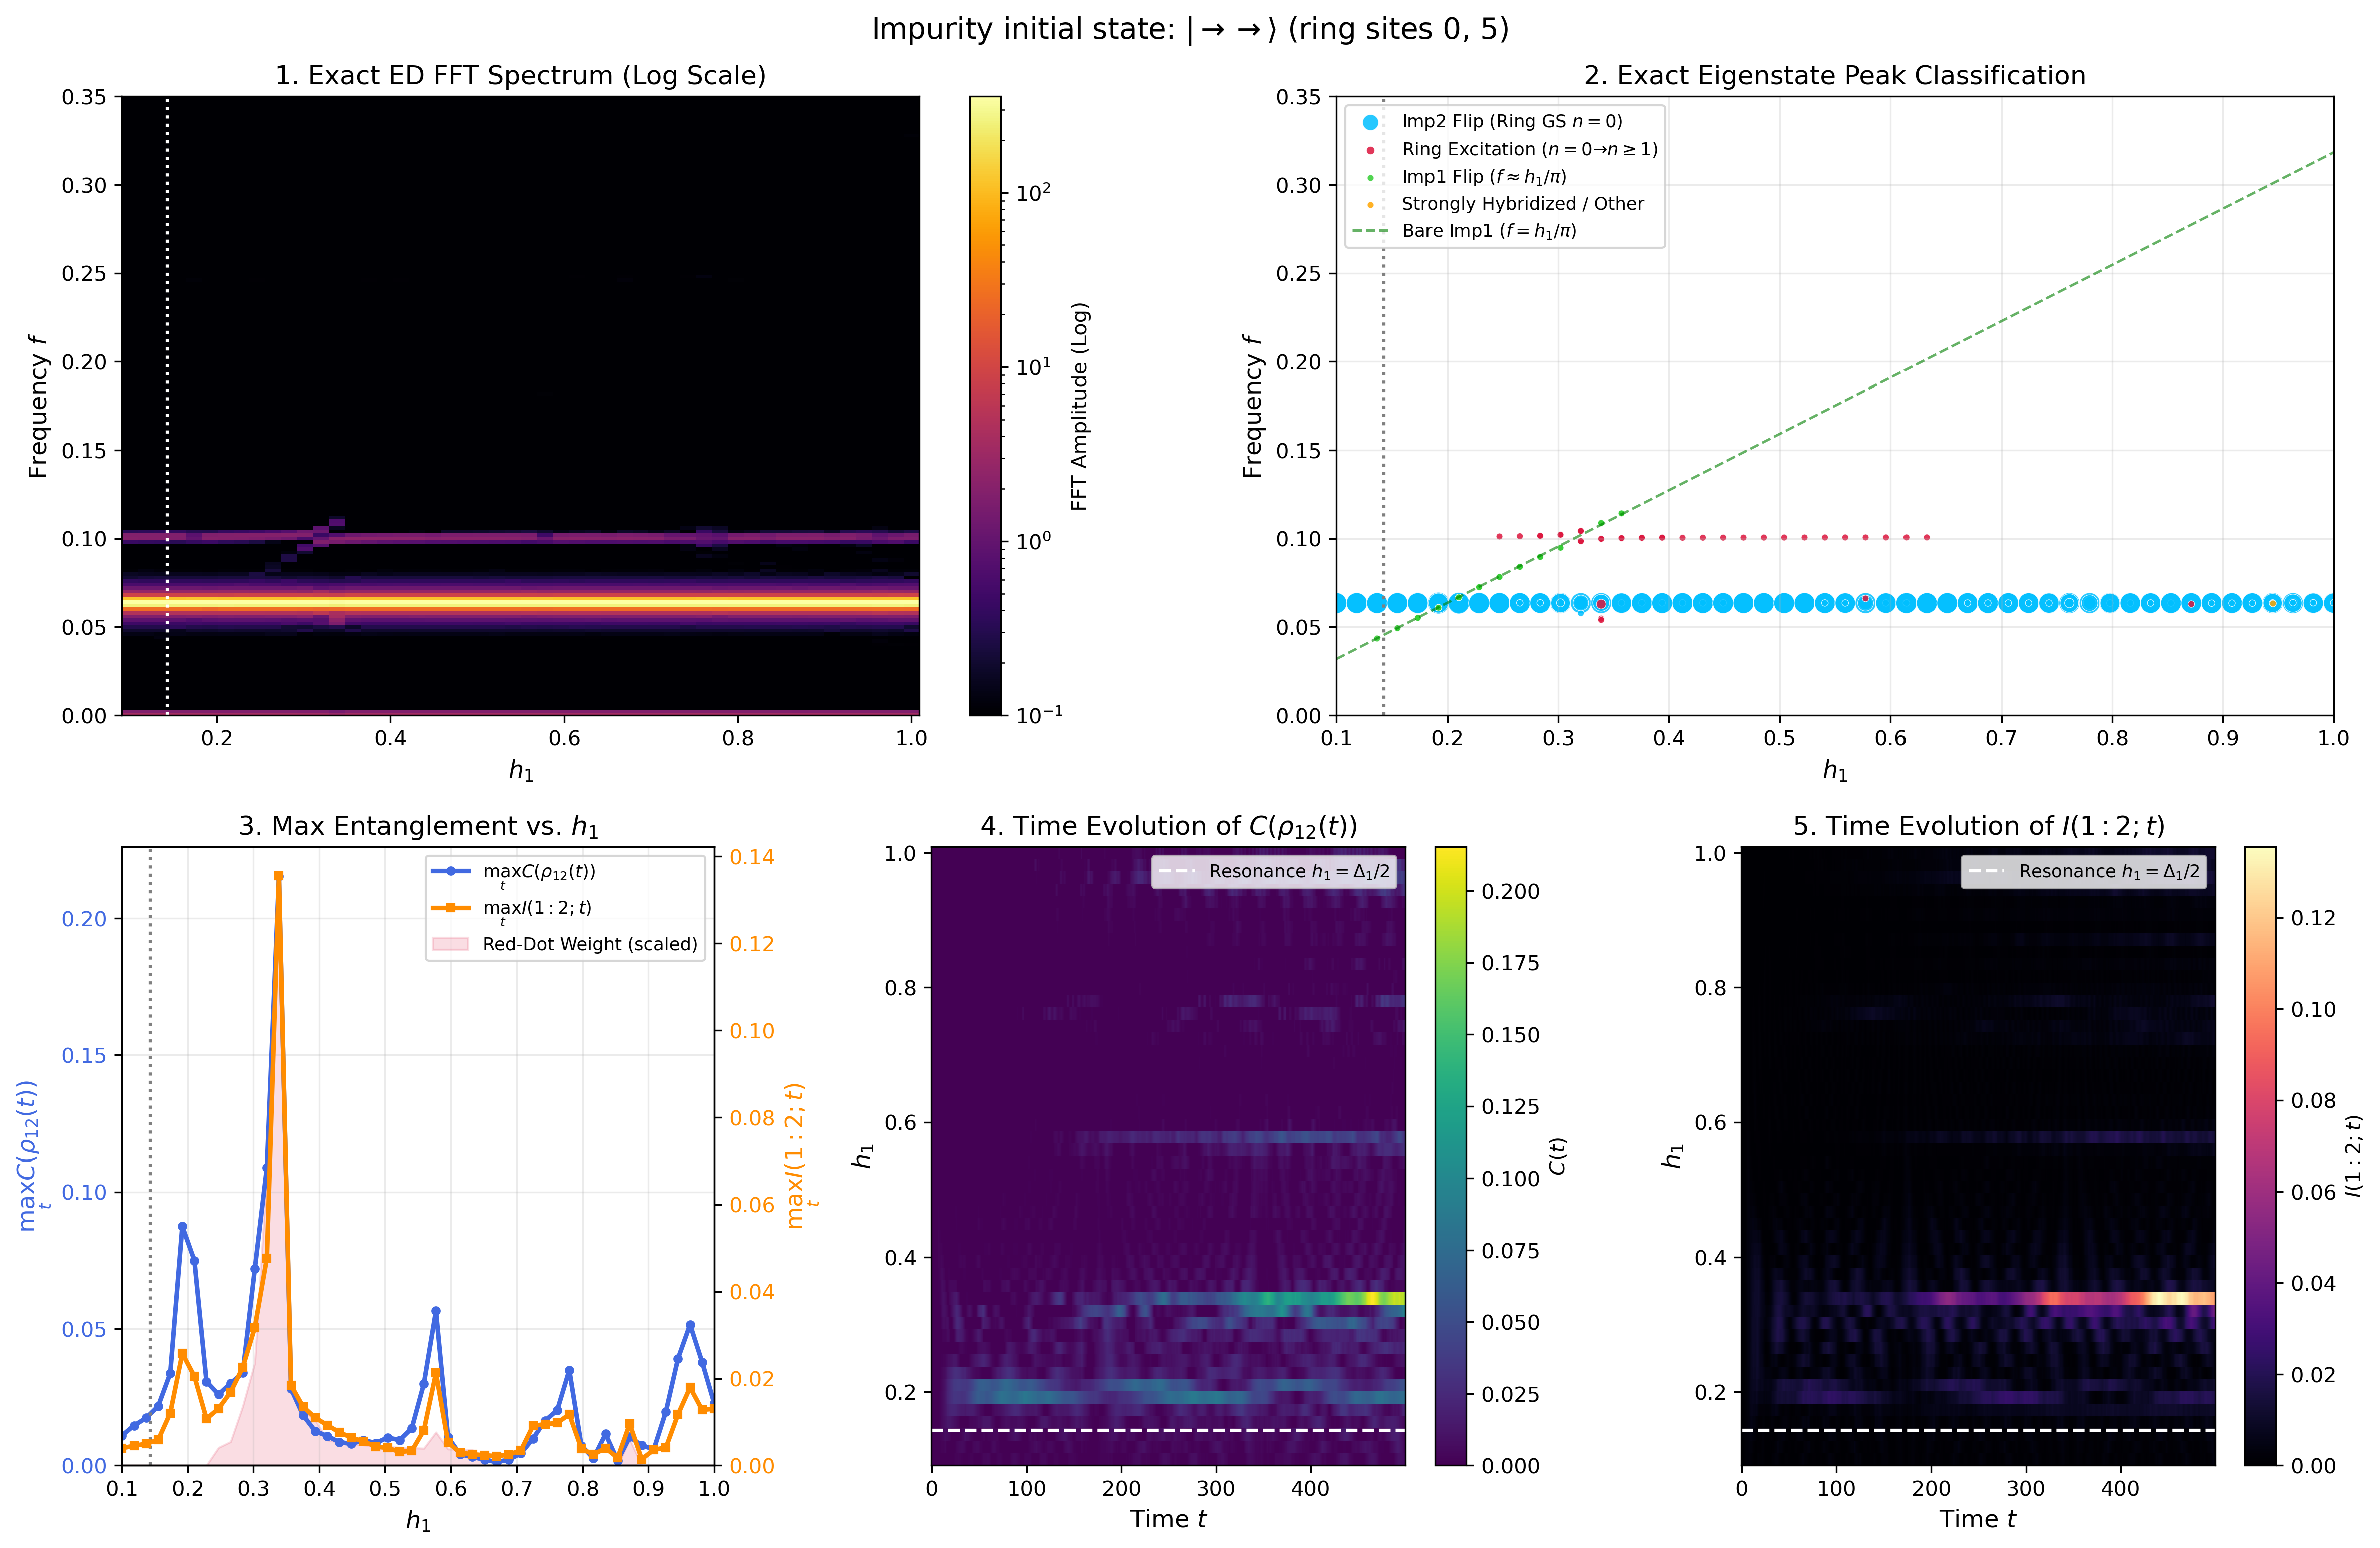 Impurity initial state: |→→⟩ (ring sites 0, 5)
1. Exact ED FFT Spectrum (Log Scale)
0.35
0.30
0.25
0.20
0.15
0.10
0.05
0.00
Frequency f
0.2
0.4
0.6
0.8
1.0
h₁
10²
10¹
10⁰
10⁻¹
FFT Amplitude (Log)
2. Exact Eigenstate Peak Classification
Imp2 Flip (Ring GS n = 0)
Ring Excitation (n = 0→n ≥ 1)
Imp1 Flip (f ≈ h₁/π)
Strongly Hybridized / Other
Bare Imp1 (f = h₁/π)
0.35
0.30
0.25
0.20
0.15
0.10
0.05
0.00
Frequency f
0.1
0.2
0.3
0.4
0.5
0.6
0.7
0.8
0.9
1.0
h₁
3. Max Entanglement vs. h₁
max C(ρ₁₂(t))
t
max I(1 : 2; t)
t
Red-Dot Weight (scaled)
0.20
0.15
0.10
0.05
0.00
max C(ρ₁₂(t))
t
0.14
0.12
0.10
0.08
0.06
0.04
0.02
0.00
max I(1 : 2; t)
t
0.1
0.2
0.3
0.4
0.5
0.6
0.7
0.8
0.9
1.0
h₁
4. Time Evolution of C(ρ₁₂(t))
Resonance h₁ = Δ₁/2
1.0
0.8
0.6
0.4
0.2
h₁
0
100
200
300
400
Time t
0.200
0.175
0.150
0.125
0.100
0.075
0.050
0.025
0.000
C(t)
5. Time Evolution of I(1 : 2; t)
Resonance h₁ = Δ₁/2
1.0
0.8
0.6
0.4
0.2
h₁
0
100
200
300
400
Time t
0.12
0.10
0.08
0.06
0.04
0.02
0.00
I(1 : 2; t)